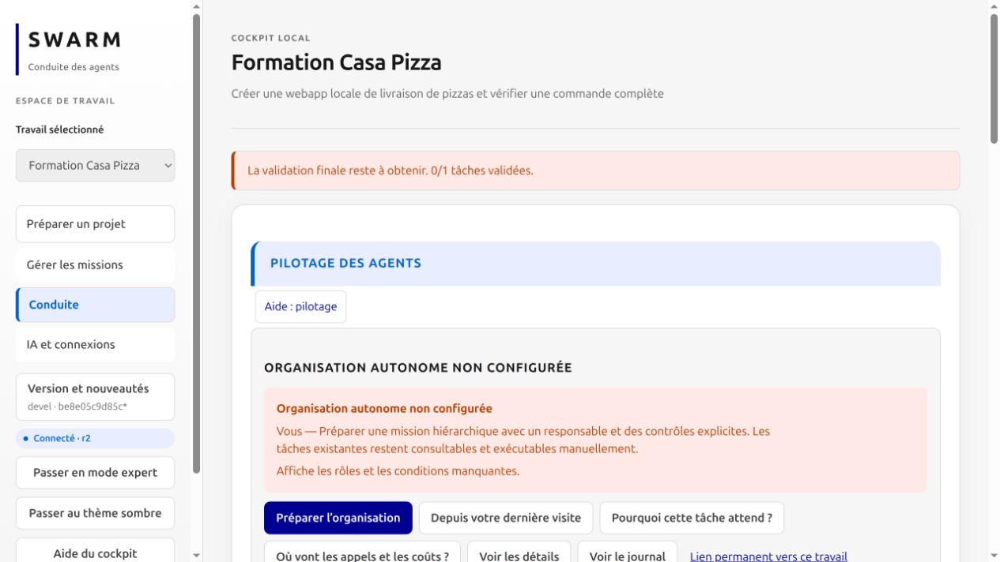 SWARM
Conduite des agents
ESPACE DE TRAVAIL
Travail sélectionné
Formation Casa Pizza
Préparer un projet
Gérer les missions
Conduite
IA et connexions
Version et nouveautés
devel · be8e05c9d85c*
Connecté · r2
Passer en mode expert
Passer au thème sombre
Aide du cockpit
COCKPIT LOCAL
Formation Casa Pizza
Créer une webapp locale de livraison de pizzas et vérifier une commande complète
La validation finale reste à obtenir. 0/1 tâches validées.
PILOTAGE DES AGENTS
Aide : pilotage
ORGANISATION AUTONOME NON CONFIGURÉE
Organisation autonome non configurée
Vous — Préparer une mission hiérarchique avec un responsable et des contrôles explicites. Les
tâches existantes restent consultables et exécutables manuellement.
Affiche les rôles et les conditions manquantes.
Préparer l’organisation
Depuis votre dernière visite
Pourquoi cette tâche attend ?
Où vont les appels et les coûts ?
Voir les détails
Voir le journal
Lien permanent vers ce travail